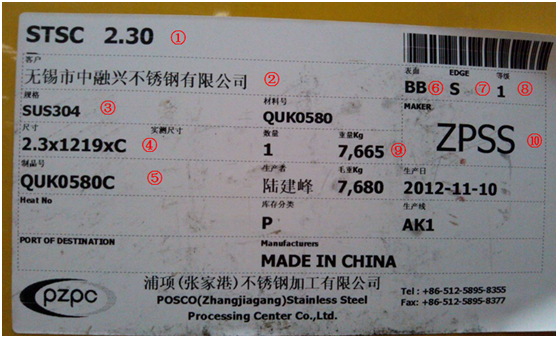 STSC 2.30 ①
客户
无锡市中融兴不锈钢有限公司 ②
表面 EDGE 等级
BB ⑥ S ⑦ 1 ⑧
规格 ③
SUS304
材料号
QUK0580
MAKER
ZPSS ⑩
尺寸 实测尺寸
2.3x1219xC ④
数量 重量Kg
1 7,665 ⑨
制品号
QUK0580C ⑤
生产者 毛重Kg
陆建峰 7,680
生产日
2012-11-10
Heat No
库存分类
P
生产线
AK1
PORT OF DESTINATION
Manufacturers
MADE IN CHINA
pzpc
浦项(张家港)不锈钢加工有限公司
POSCO(Zhangjiagang)Stainless Steel
Processing Center Co.,Ltd.
Tel : +86-512-5895-8355
Fax: +86-512-5895-8377